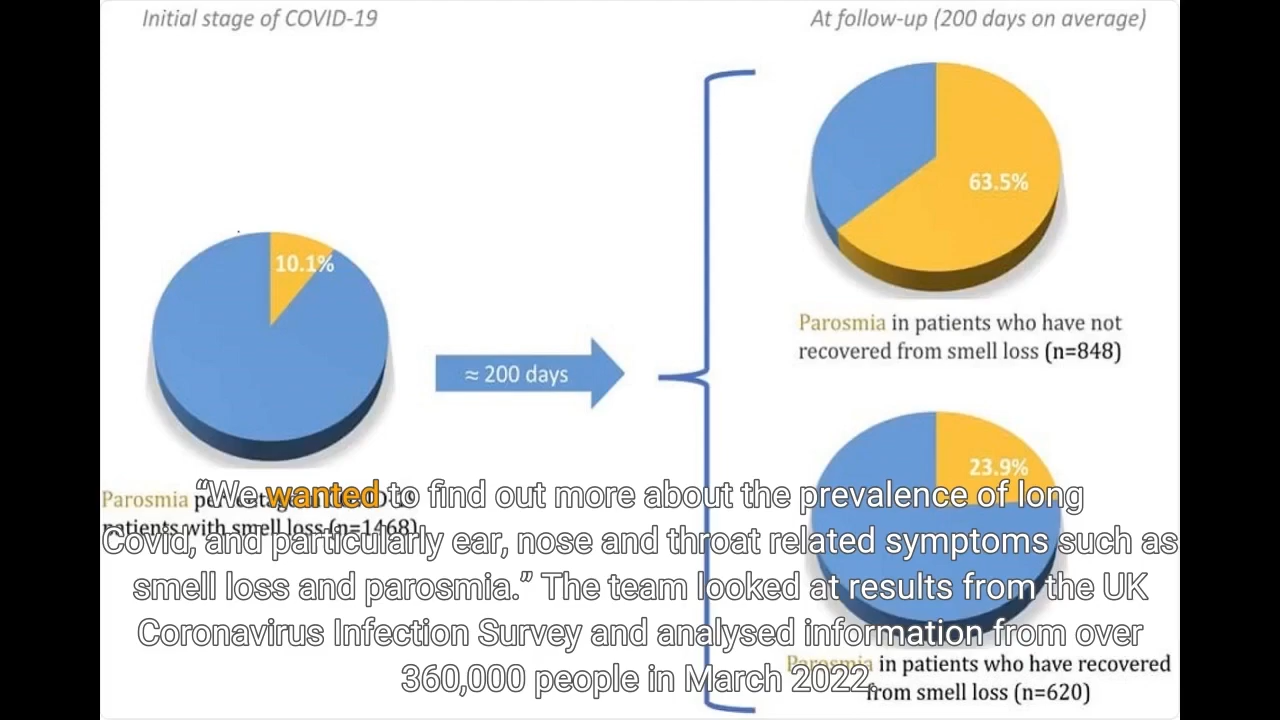 Initial stage of COVID-19
At follow-up (200 days on average)
63.5%
10.1%
Parosmia in patients who have not
recovered from smell loss (n=848)
≈ 200 days
23.9%
Parosmia
patients with smell loss (n=1468)
“We wanted to find out more about the prevalence of long
Covid, and particularly ear, nose and throat related symptoms such as
smell loss and parosmia.” The team looked at results from the UK
Coronavirus Infection Survey and analysed information from over
360,000 people in March 2022.
Parosmia in patients who have recovered
from smell loss (n=620)